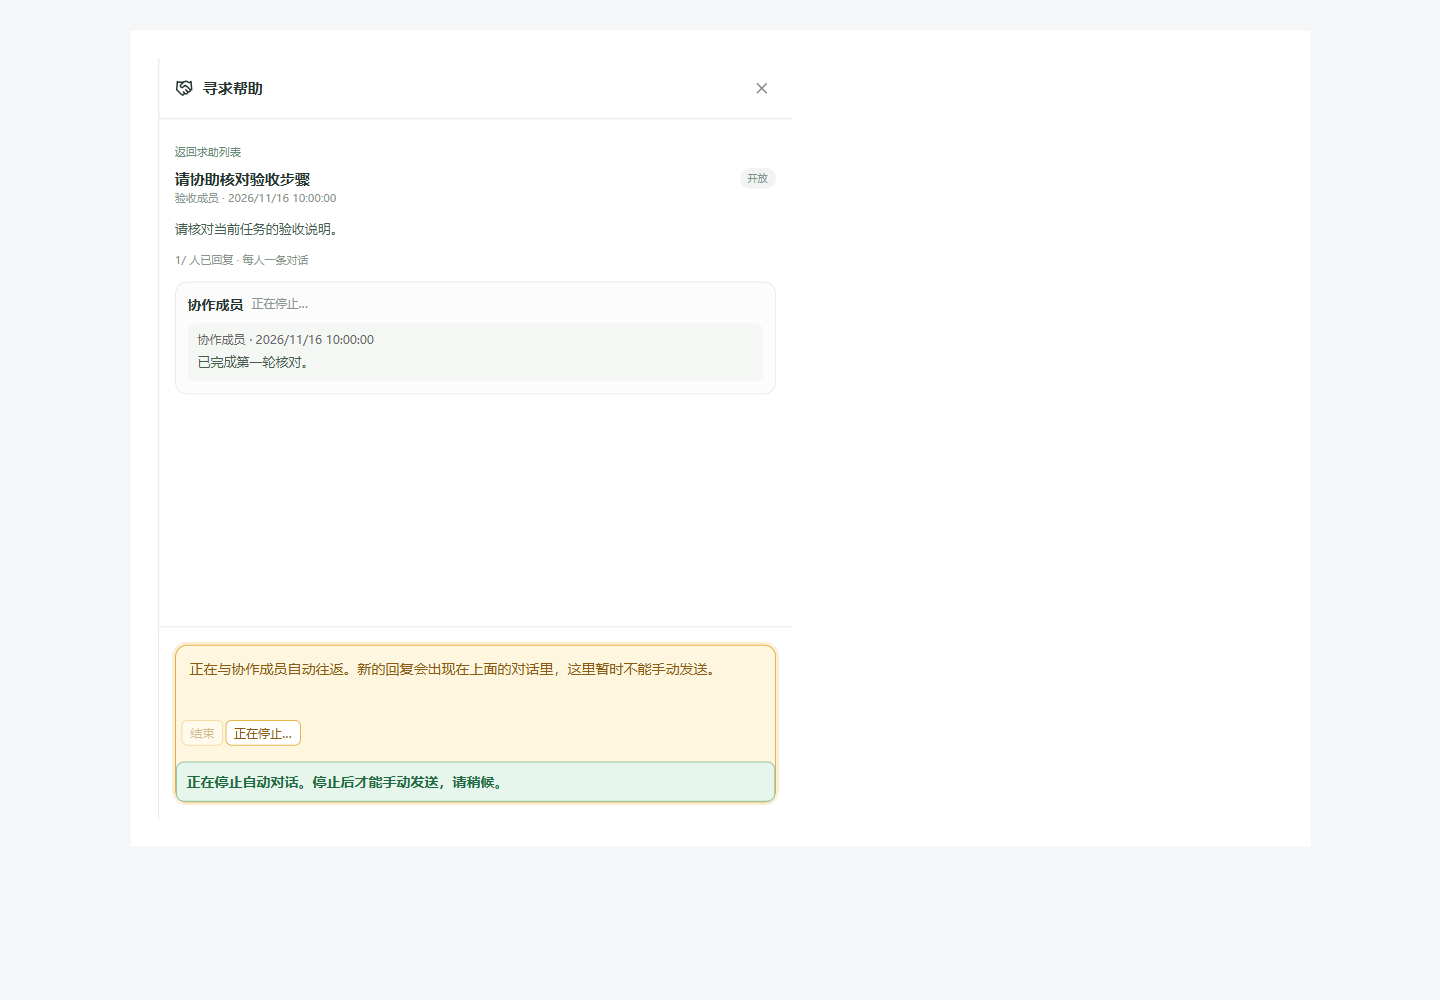 寻求帮助
返回求助列表
请协助核对验收步骤
开放
验收成员 · 2026/11/16 10:00:00
请核对当前任务的验收说明。
1/ 人已回复 · 每人一条对话
协作成员 正在停止...
协作成员 · 2026/11/16 10:00:00
已完成第一轮核对。
正在与协作成员自动往返。新的回复会出现在上面的对话里，这里暂时不能手动发送。
结束 正在停止...
正在停止自动对话。停止后才能手动发送，请稍候。